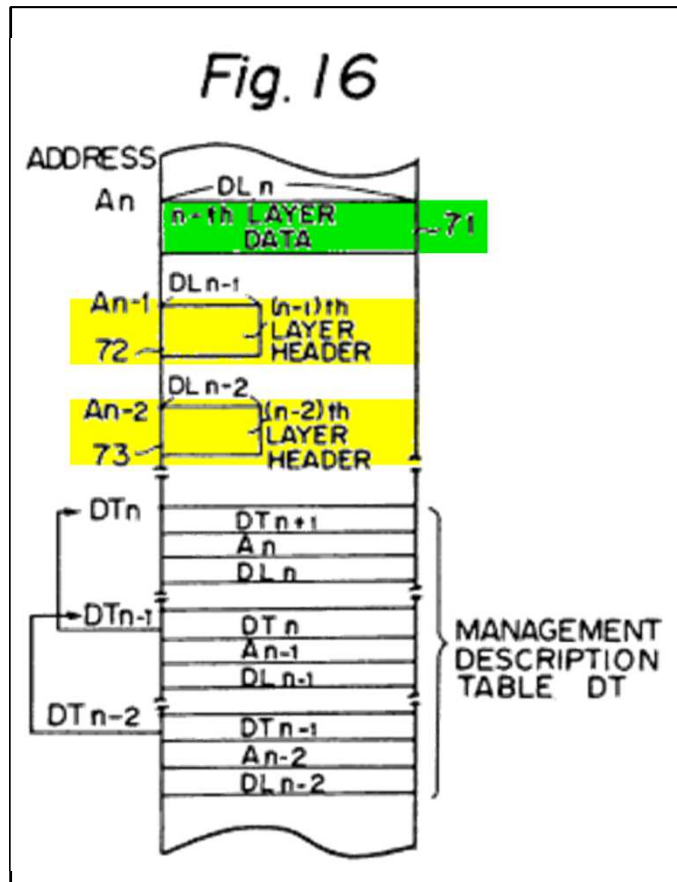 Fig. 16
ADDRESS
An
DLn
n-th LAYER
DATA
71
DLn-1
An-1
(n-1)th
LAYER
HEADER
72
DLn-2
An-2
(n-2)th
LAYER
HEADER
73
DTn
DTn+1
An
DLn
DTn-1
DTn
An-1
DLn-1
MANAGEMENT
DESCRIPTION
TABLE DT
DTn-2
DTn-1
An-2
DLn-2